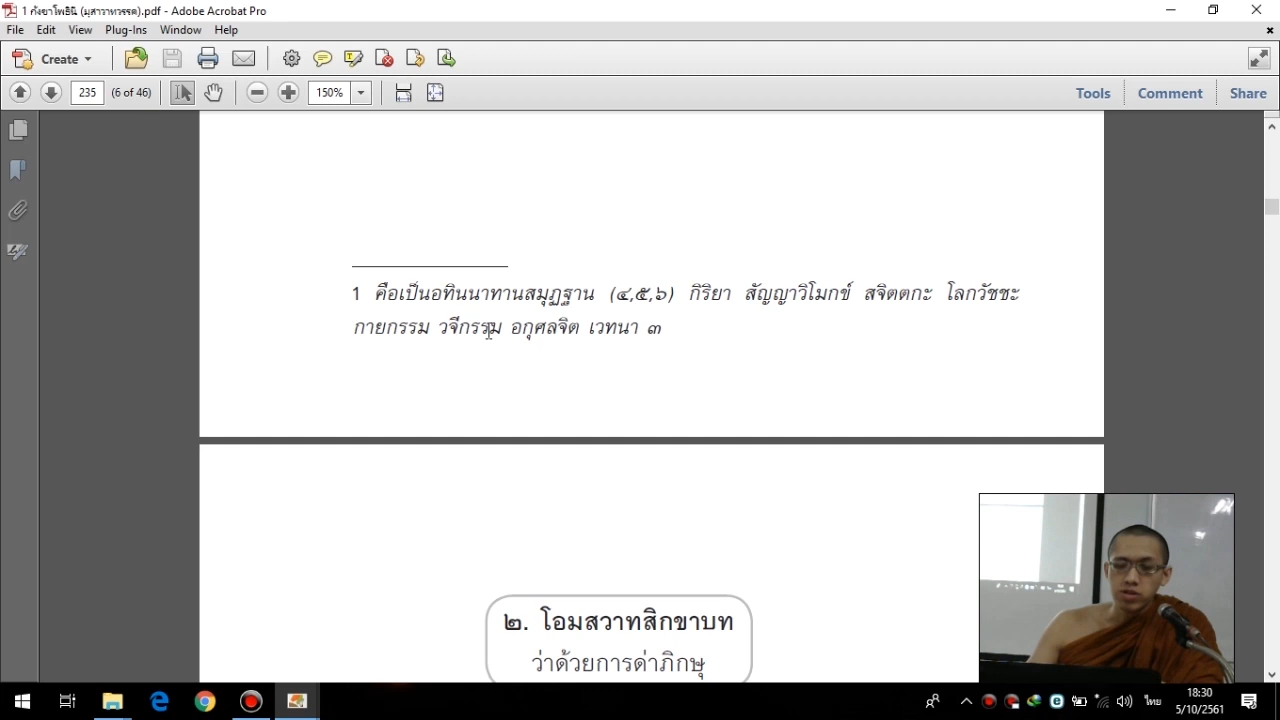 1 กังขาโพธินี (มุสาวาทวรรค).pdf - Adobe Acrobat Pro
File Edit View Plug-Ins Window Help
Create
235 (6 of 46) 150% Tools Comment Share
1 คือเป็นอทินนาทานสมุฏฐาน (๔,๕,๖) กิริยา สัญญาวิโมกข์ สจิตตกะ โลกวัชชะ
กายกรรม วจีกรรม อกุศลจิต เวทนา ๓
๒. โอมสวาทสิกขาบท
ว่าด้วยการด่าภิกษุ
ไทย 18:30
5/10/2561